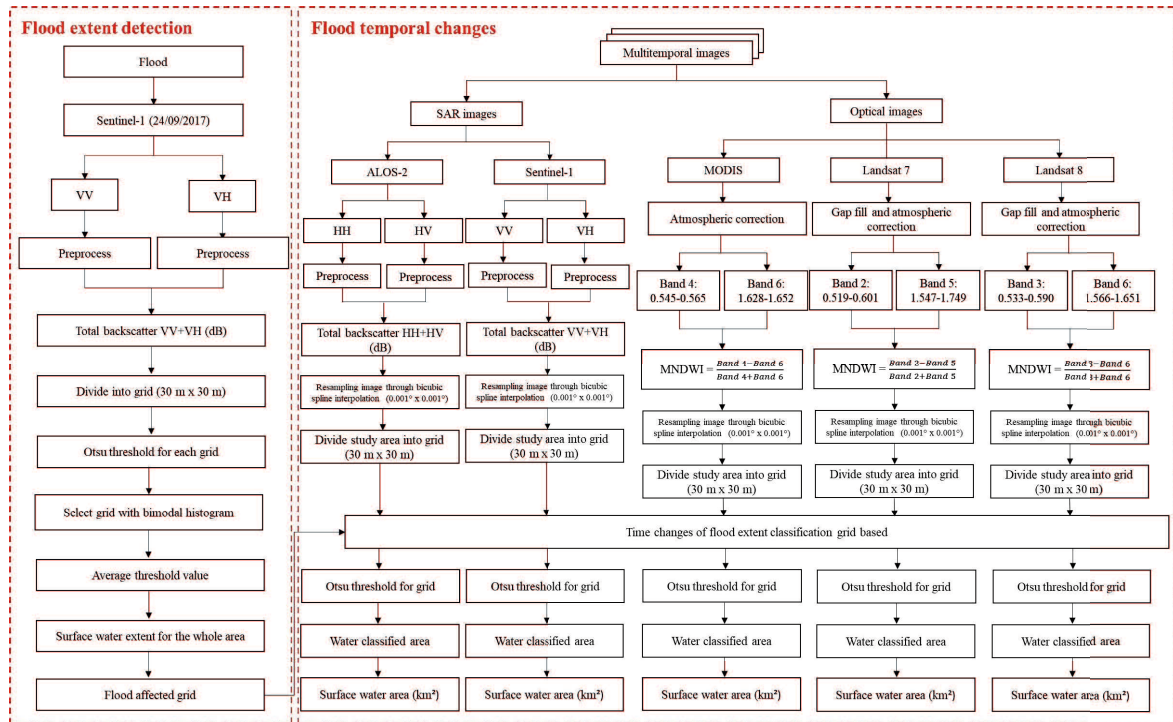 Flood extent detection
Flood
Sentinel-1 (24/09/2017)
VV
VH
Preprocess
Preprocess
Total backscatter VV+VH (dB)
Divide into grid (30 m x 30 m)
Otsu threshold for each grid
Select grid with bimodal histogram
Average threshold value
Surface water extent for the whole area
Flood affected grid
Flood temporal changes
Multitemporal images
SAR images
Optical images
ALOS-2
Sentinel-1
MODIS
Landsat 7
Landsat 8
HH
HV
VV
VH
Atmospheric correction
Gap fill and atmospheric
correction
Gap fill and atmospheric
correction
Preprocess
Preprocess
Preprocess
Preprocess
Band 4:
0.545-0.565
Band 6:
1.628-1.652
Band 2:
0.519-0.601
Band 5:
1.547-1.749
Band 3:
0.533-0.590
Band 6:
1.566-1.651
Total backscatter HH+HV
(dB)
Total backscatter VV+VH
(dB)
MNDWI = Band 4−Band 6
Band 4+Band 6
MNDWI = Band 2−Band 5
Band 2+Band 5
MNDWI = Band 3−Band 6
Band 3+Band 6
Resampling image through bicubic
spline interpolation (0.001° x 0.001°)
Resampling image through bicubic
spline interpolation (0.001° x 0.001°)
Resampling image through bicubic
spline interpolation (0.001° x 0.001°)
Resampling image through bicubic
spline interpolation (0.001° x 0.001°)
Resampling image through bicubic
spline interpolation (0.001° x 0.001°)
Divide study area into grid
(30 m x 30 m)
Divide study area into grid
(30 m x 30 m)
Divide study area into grid
(30 m x 30 m)
Divide study area into grid
(30 m x 30 m)
Divide study area into grid
(30 m x 30 m)
Time changes of flood extent classification grid based
Otsu threshold for grid
Otsu threshold for grid
Otsu threshold for grid
Otsu threshold for grid
Otsu threshold for grid
Water classified area
Water classified area
Water classified area
Water classified area
Water classified area
Surface water area (km²)
Surface water area (km²)
Surface water area (km²)
Surface water area (km²)
Surface water area (km²)